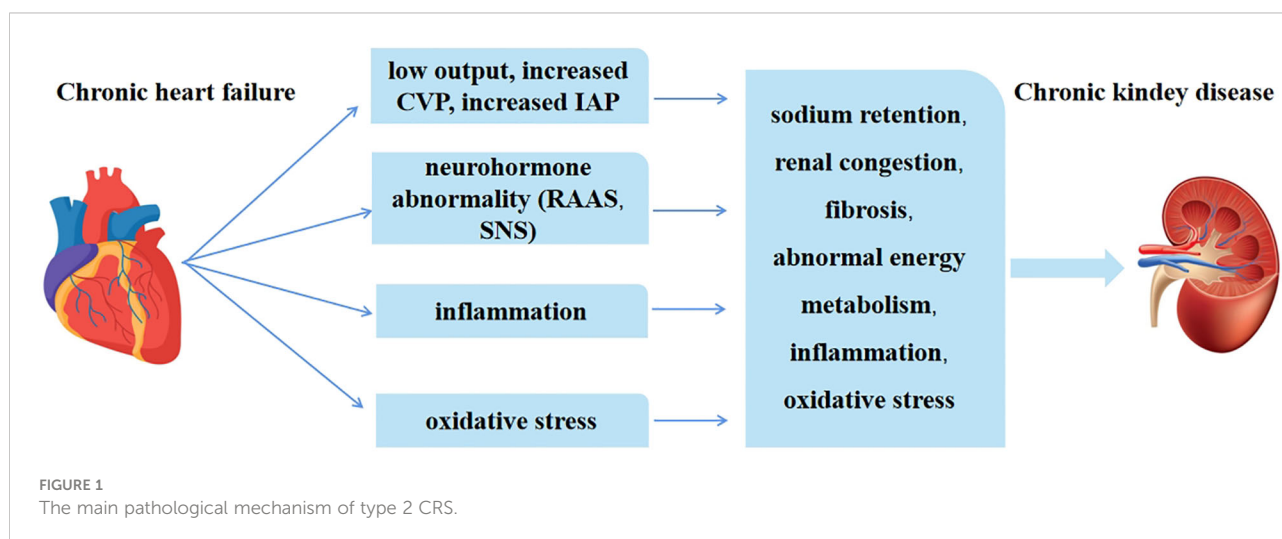 Chronic heart failure
low output, increased
CVP, increased IAP
neurohormone
abnormality (RAAS,
SNS)
inflammation
oxidative stress
sodium retention,
renal congestion,
fibrosis,
abnormal energy
metabolism,
inflammation,
oxidative stress
Chronic kindey disease
FIGURE 1
The main pathological mechanism of type 2 CRS.